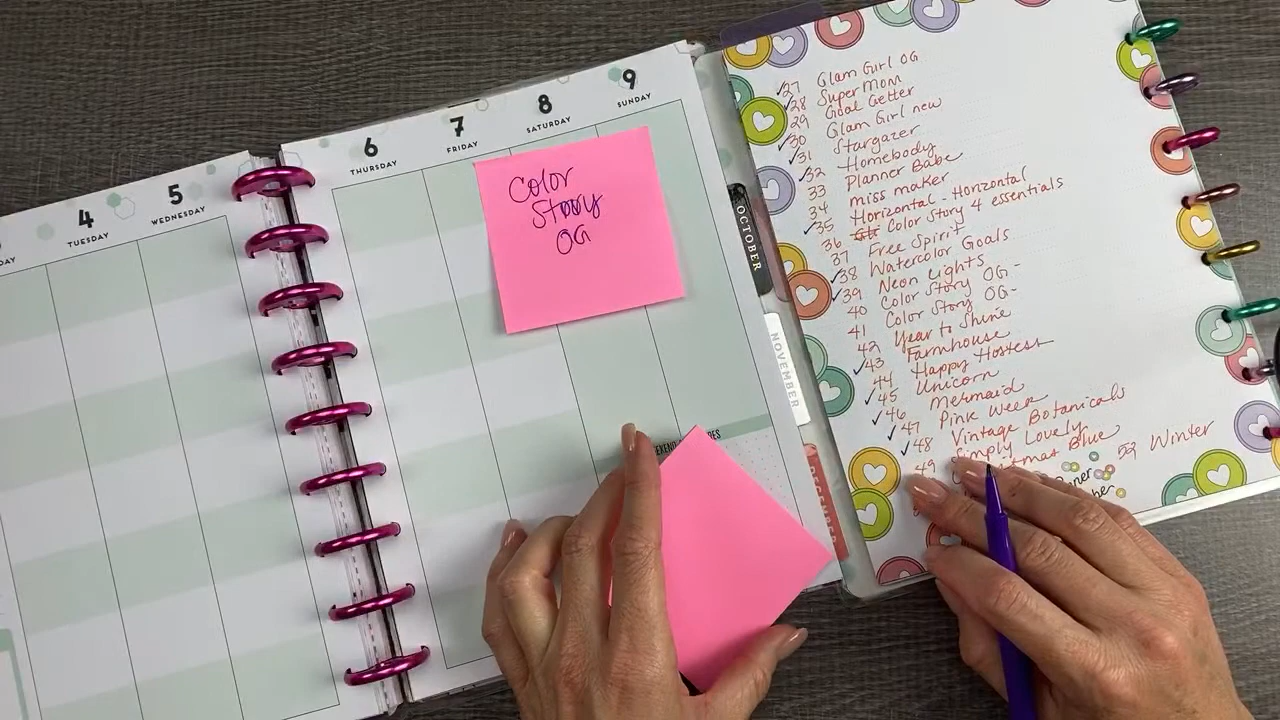 4
TUESDAY
5
WEDNESDAY
6
THURSDAY
7
FRIDAY
8
SATURDAY
9
SUNDAY
Color
Story
OG
OCTOBER
NOVEMBER
DECEMBER
✓27 Glam Girl OG
✓28 Super Mom
29 Goal Getter
✓30 Glam Girl new
✓31 Stargazer
✓32 Homebody
33 Planner Babe
34 miss maker
✓35 Horizontal - Horizontal
36 Color Story 4 essentials
37 Free Spirit
✓38 Watercolor Goals
✓39 Neon Lights
40 Color Story OG-
41 Color Story OG-
42 Year to Shine
✓43 Farmhouse
44 Happy Hostess
✓45 Unicorn
✓46 Mermaid
✓47 Pink
✓48 Vintage Botanicals
49 Simply Lovely
Blue
Winter